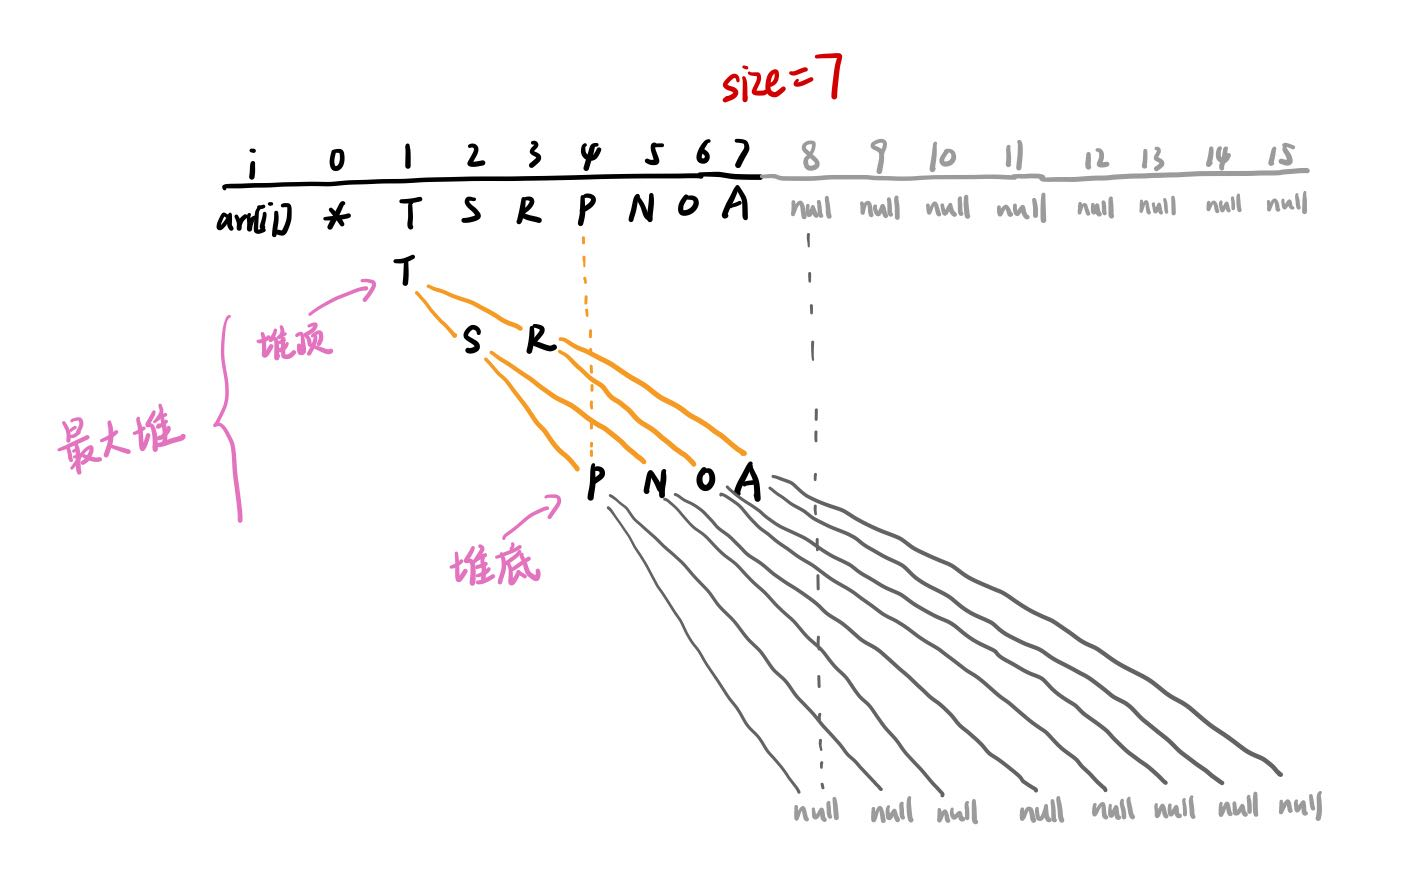 size=7
i 0 1 2 3 4 5 6 7 8 9 10 11 12 13 14 15
arr[i] * T S R P N O A null null null null null null null null
T
堆顶
S R
最大堆
P N O A
堆底
null null null null null null null null